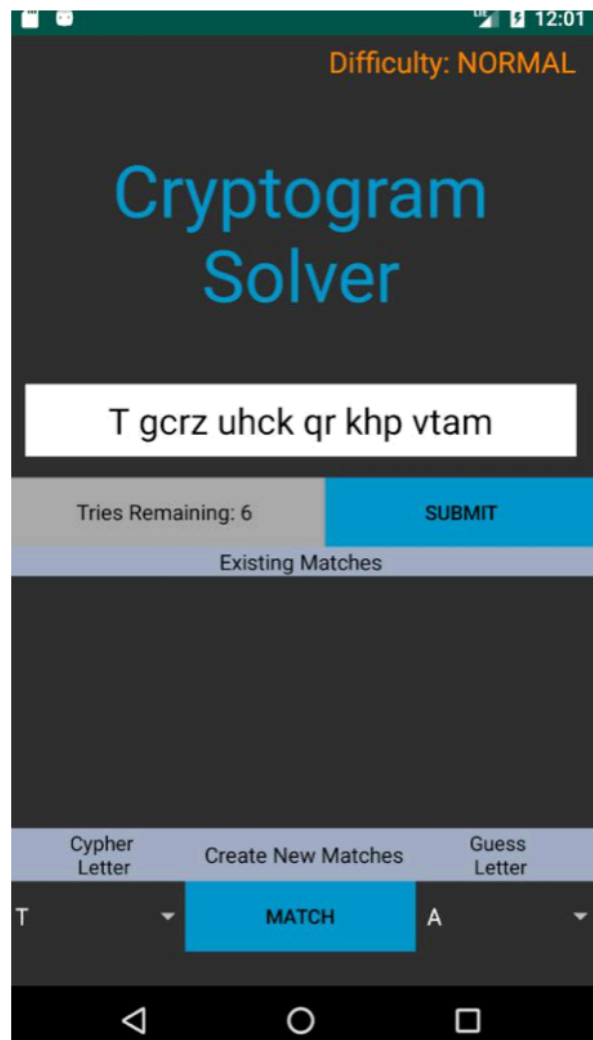 LTE 12:01
Difficulty: NORMAL
Cryptogram
Solver
T gcrz uhck qr khp vtam
Tries Remaining: 6 SUBMIT
Existing Matches
Cypher
Letter
Create New Matches
Guess
Letter
T MATCH A